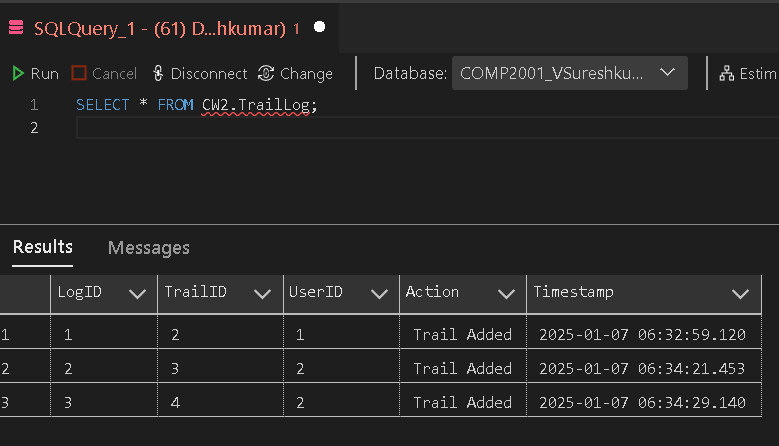 SQLQuery_1 - (61) D...hkumar) 1
Run Cancel Disconnect Change Database: COMP2001_VSureshku... Estim
1 SELECT * FROM CW2.TrailLog;
2
Results Messages
LogID TrailID UserID Action Timestamp
1 1 2 1 Trail Added 2025-01-07 06:32:59.120
2 2 3 2 Trail Added 2025-01-07 06:34:21.453
3 3 4 2 Trail Added 2025-01-07 06:34:29.140